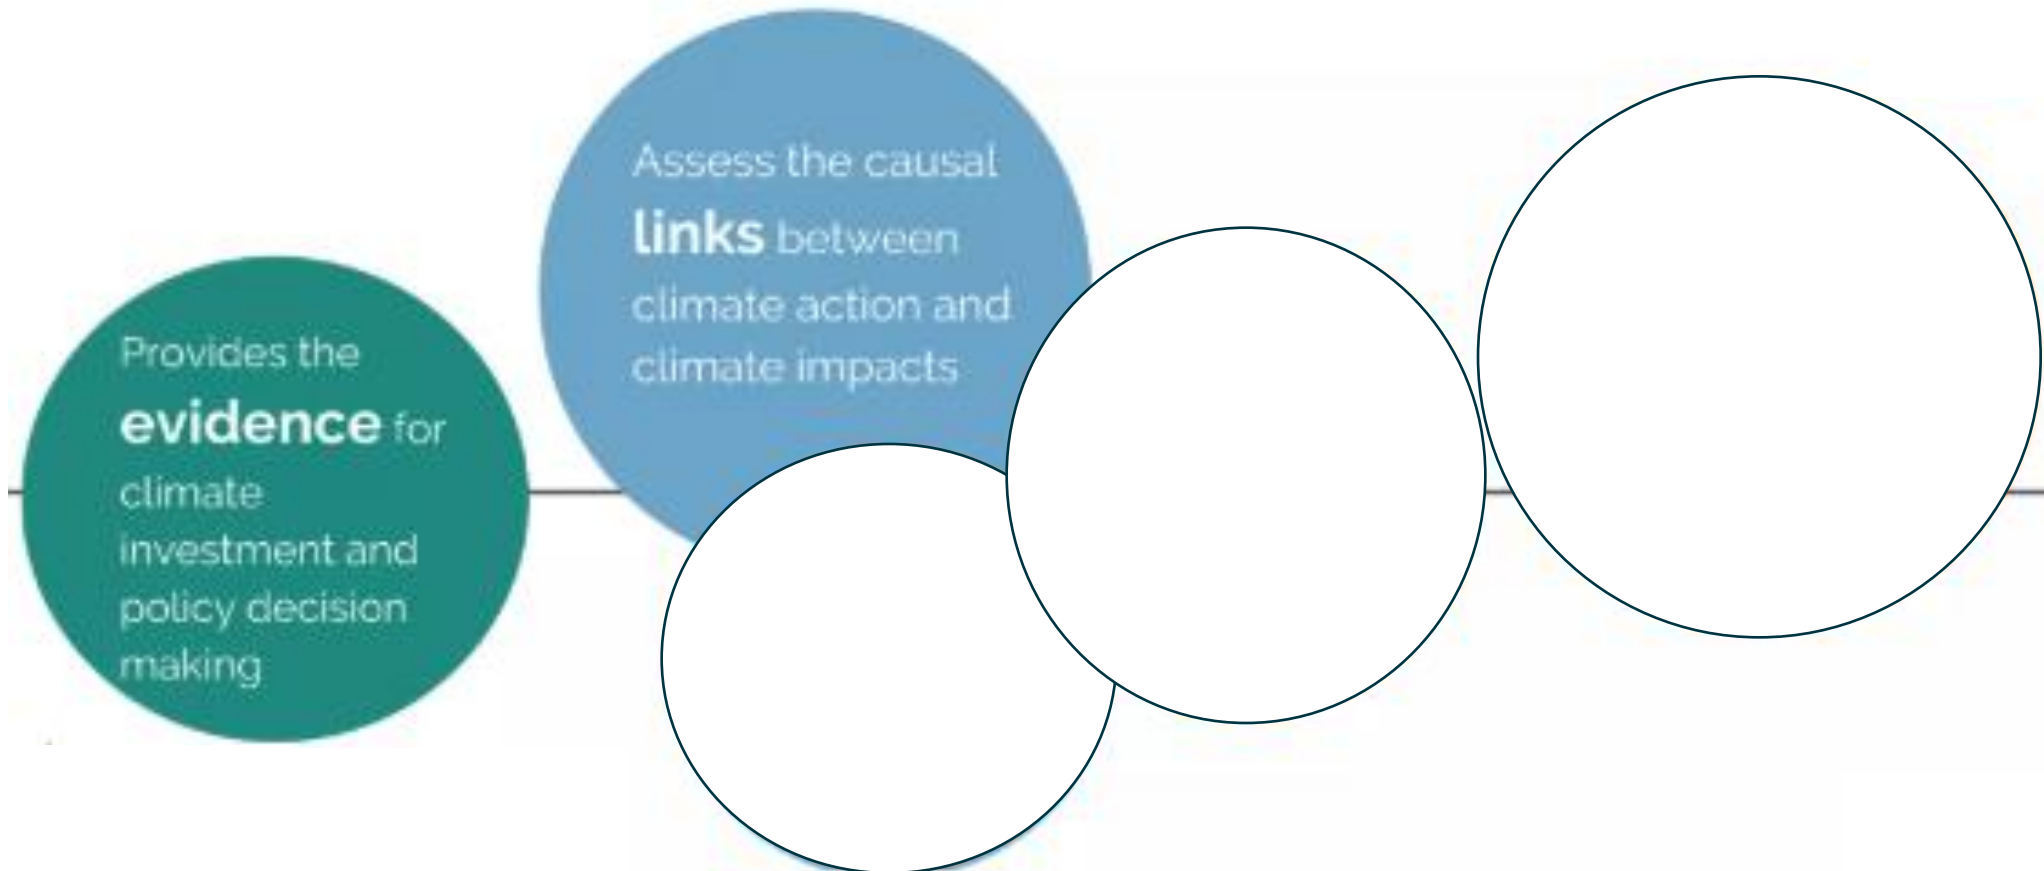 Provides the
evidence for
climate
investment and
policy decision
making
Assess the causal
links between
climate action and
climate impacts